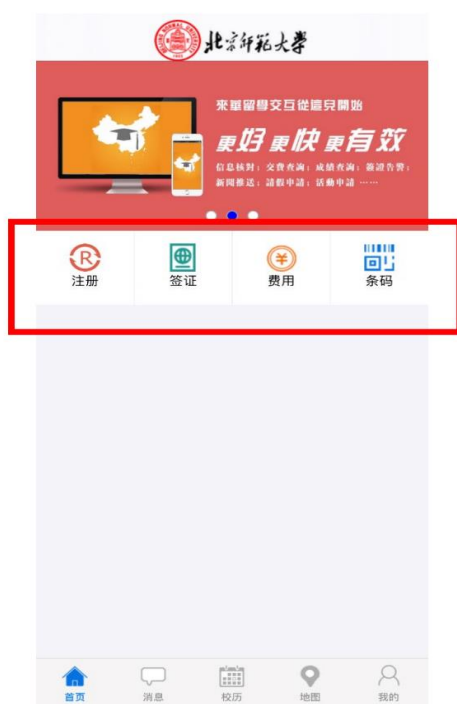 北京师范大学
來華留學交互從這兒開始
更好 更快 更有效
信息核對；交費查詢；成績查詢；簽證告警；
新聞推送；請假申請；活動申請 ……
R ¥
注册 签证 费用 条码
首页 消息 校历 地图 我的